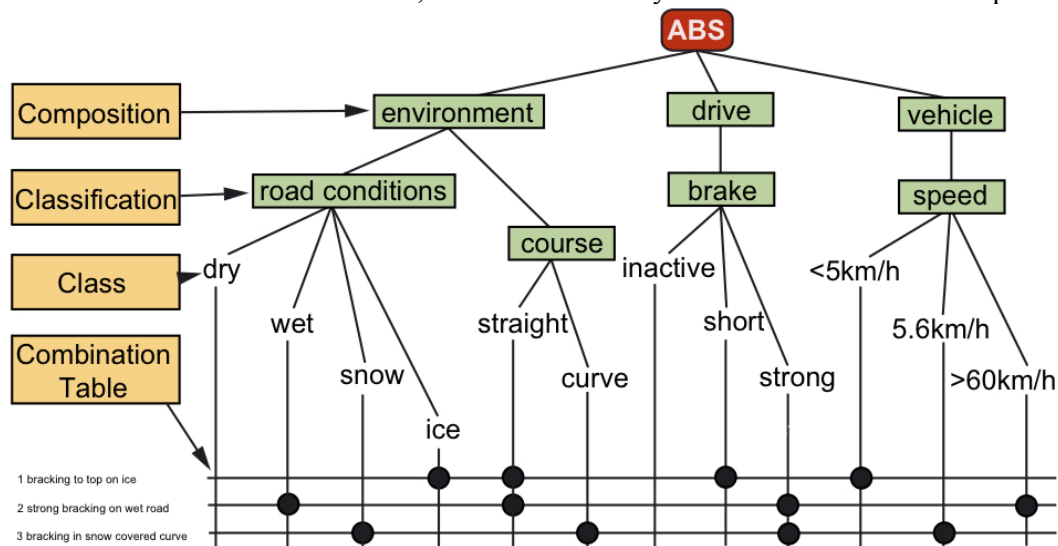 ABS
Composition
environment
drive
vehicle
Classification
road conditions
brake
speed
course
Class
dry
inactive
<5km/h
wet
straight
short
5.6km/h
Combination
Table
snow
curve
strong
>60km/h
ice
1 bracking to top on ice
2 strong bracking on wet road
3 bracking in snow covered curve